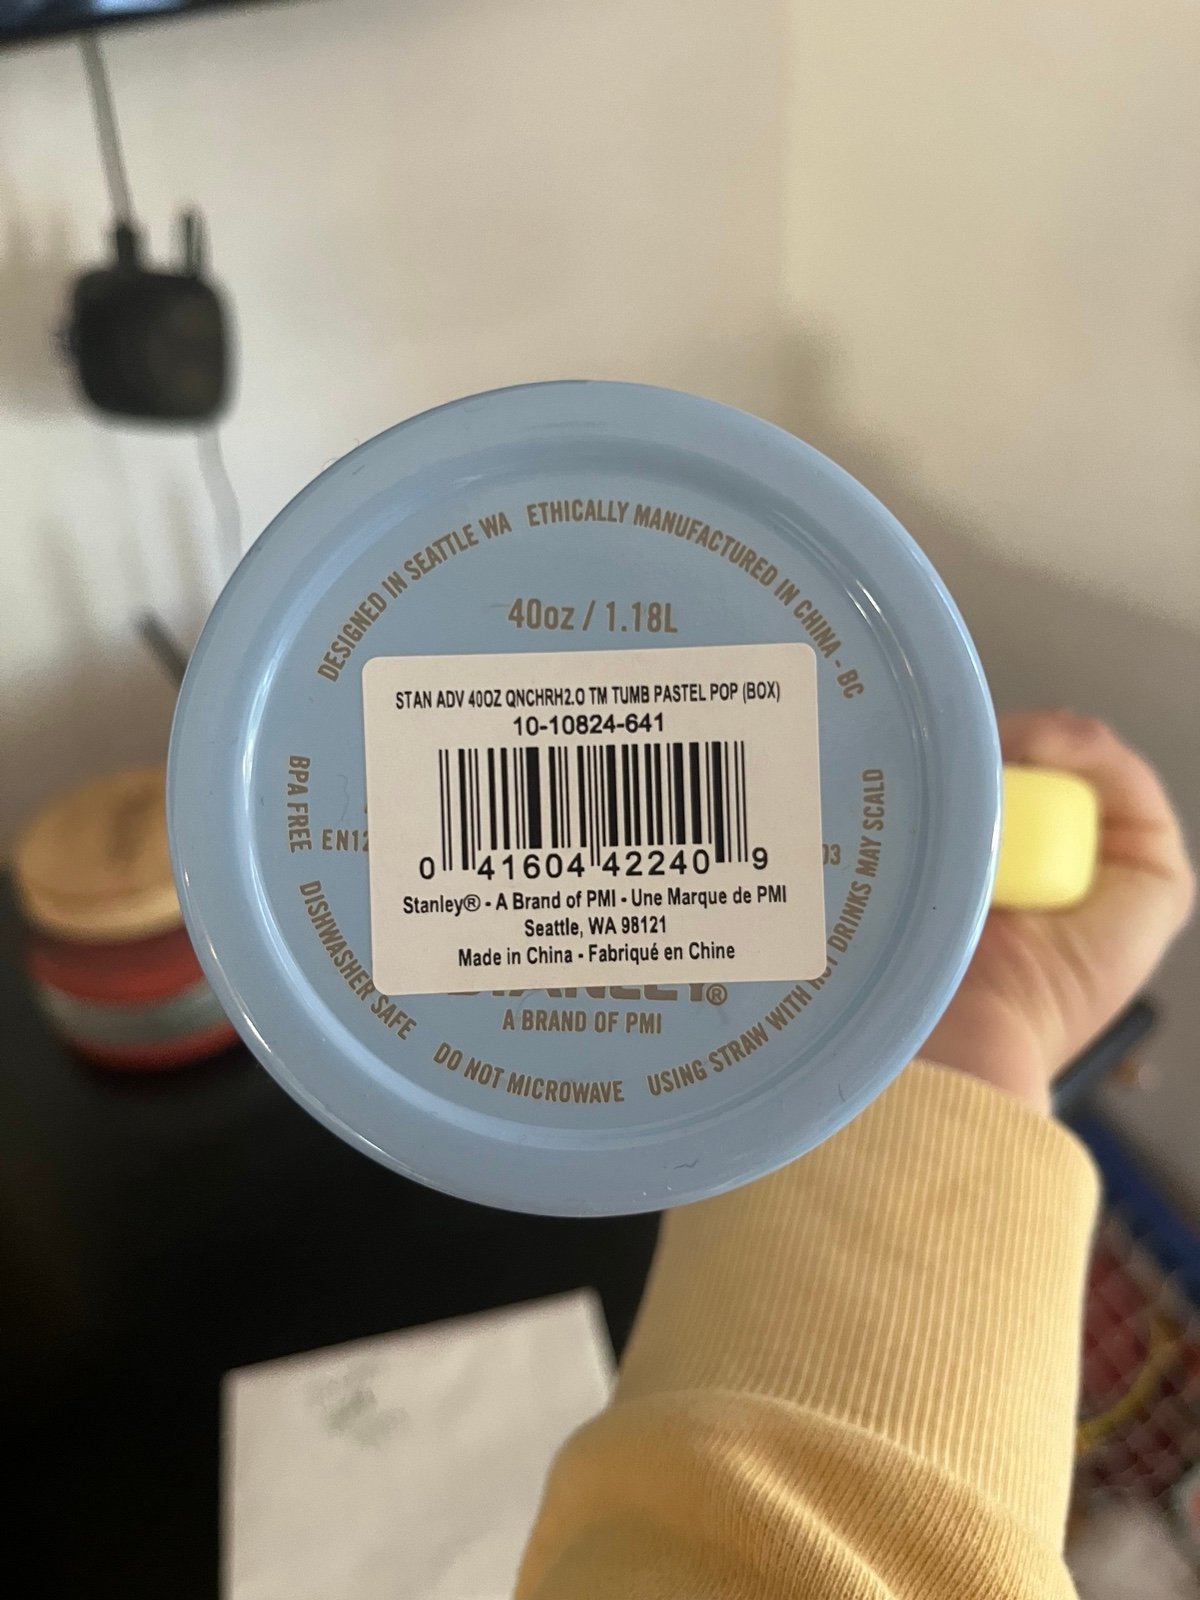 DESIGNED IN SEATTLE WA
ETHICALLY MANUFACTURED IN CHINA - BC
40oz / 1.18L
STAN ADV 40OZ QNCHRH2.O TM TUMB PASTEL POP (BOX)
10-10824-641
0 41604 42240 9
Stanley® - A Brand of PMI - Une Marque de PMI
Seattle, WA 98121
Made in China - Fabriqué en Chine
BPA FREE
EN12
03
A BRAND OF PMI
DISHWASHER SAFE
DO NOT MICROWAVE
USING STRAW WITH HOT DRINKS MAY SCALD